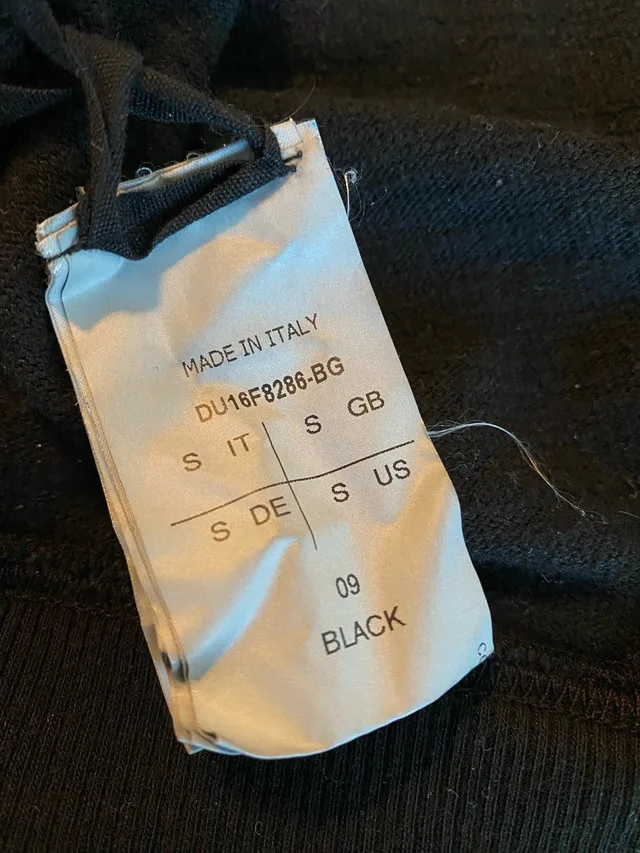 MADE IN ITALY
DU16F8286-BG
S IT S GB
S DE S US
09
BLACK